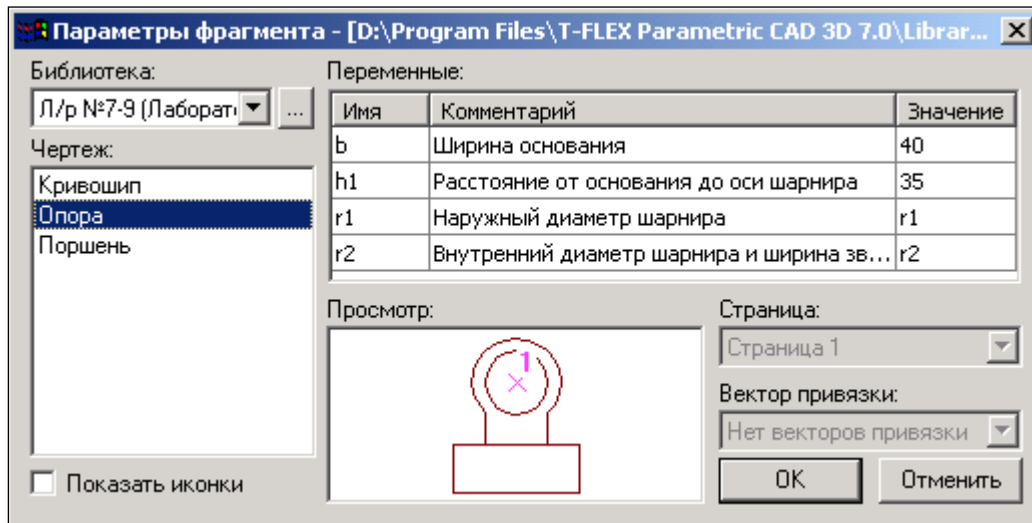 Параметры фрагмента - [D:\Program Files\T-FLEX Parametric CAD 3D 7.0\Librar...
Библиотека:
Л/р №7-9 (Лаборат
...
Чертеж:
Кривошип
Опора
Поршень
Показать иконки
Переменные:
Имя Комментарий Значение
b Ширина основания 40
h1 Расстояние от основания до оси шарнира 35
r1 Наружный диаметр шарнира r1
r2 Внутренний диаметр шарнира и ширина зв... r2
Просмотр:
1
Страница:
Страница 1
Вектор привязки:
Нет векторов привязки
OK Отменить